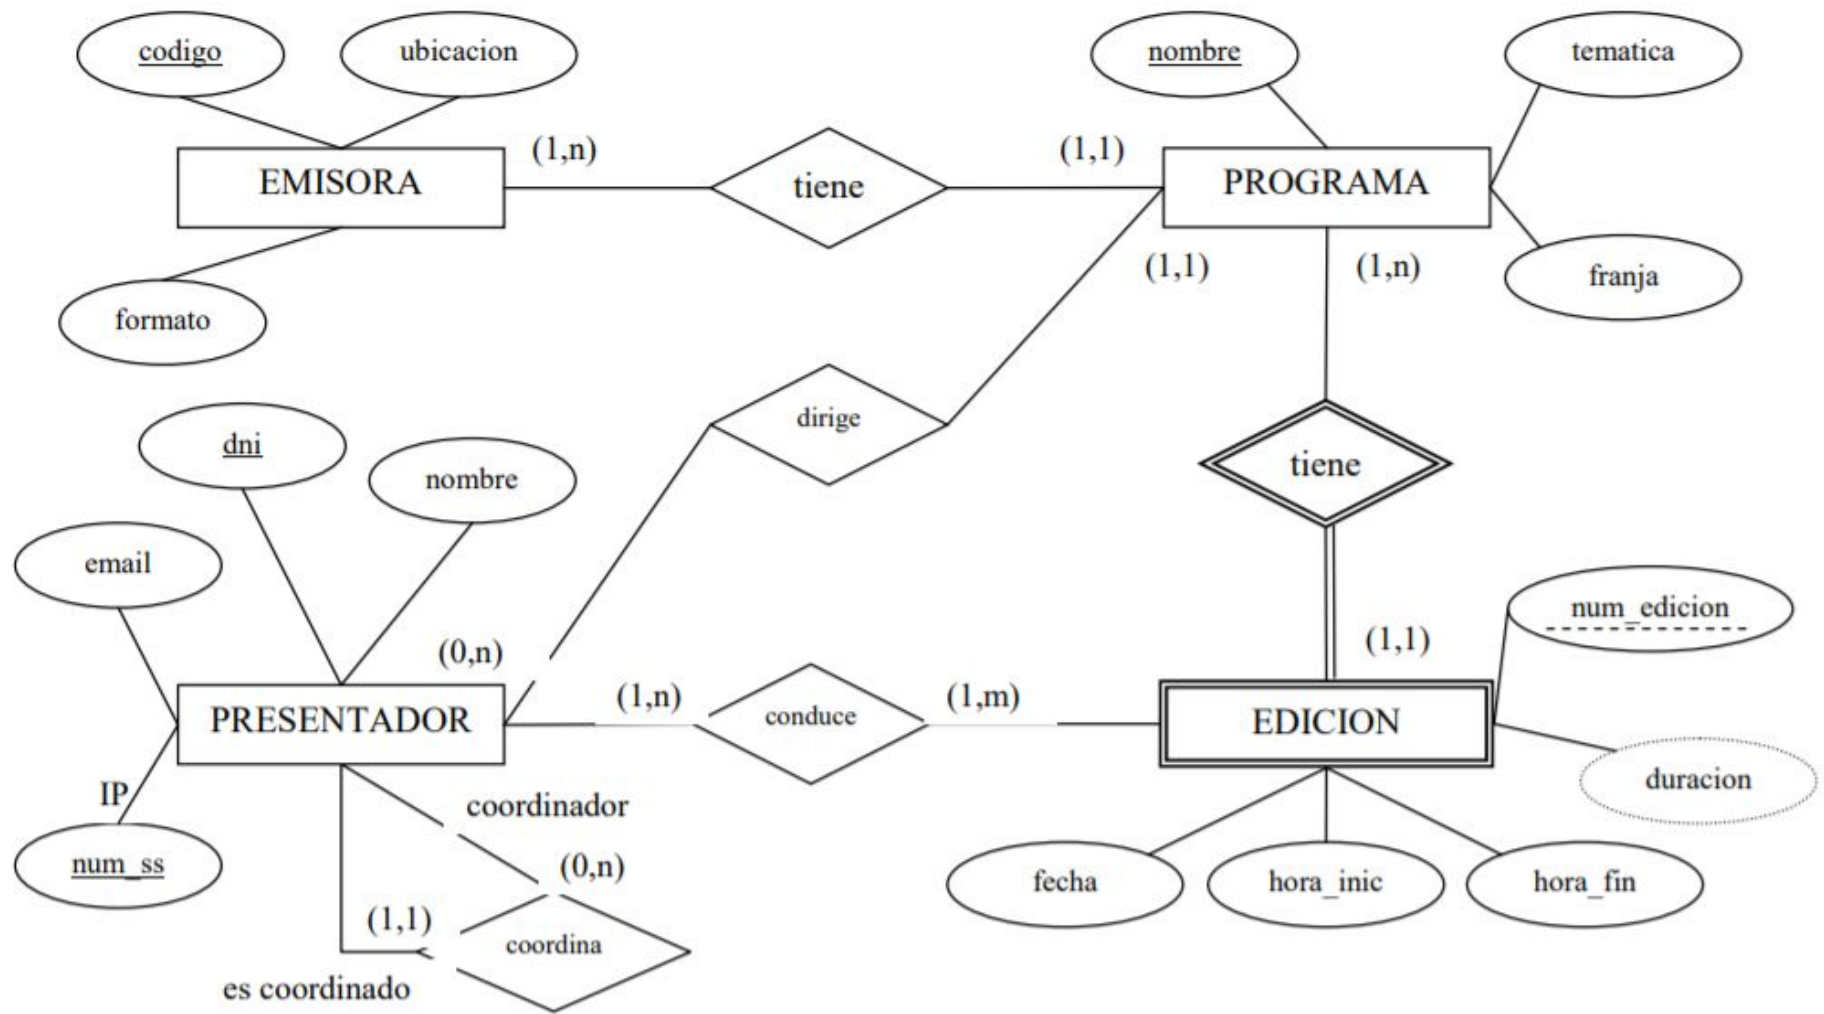 codigo
ubicacion
nombre
tematica
(1,n)
(1,1)
EMISORA
tiene
PROGRAMA
(1,1)
(1,n)
franja
formato
dirige
dni
nombre
tiene
email
num_edicion
(0,n)
(1,1)
(1,n)
(1,m)
PRESENTADOR
conduce
EDICION
duracion
IP
coordinador
num_ss
(0,n)
fecha
hora_inic
hora_fin
(1,1)
coordina
es coordinado